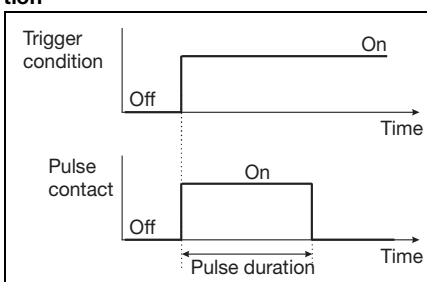 tion
Trigger
condition
On
Off
Time
Pulse
contact
On
Off
Time
Pulse duration